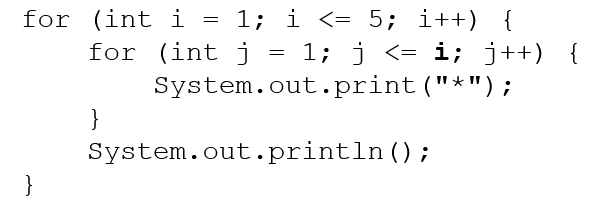 for (int i = 1; i <= 5; i++) {
    for (int j = 1; j <= i; j++) {
        System.out.print("*");
    }
    System.out.println();
}